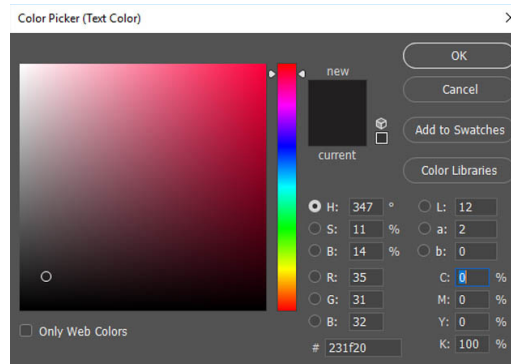 Color Picker (Text Color)
new
current
OK
Cancel
Add to Swatches
Color Libraries
H: 347 °
S: 11 %
B: 14 %
R: 35
G: 31
B: 32
# 231f20
L: 12
a: 2
b: 0
C: 0 %
M: 0 %
Y: 0 %
K: 100 %
Only Web Colors